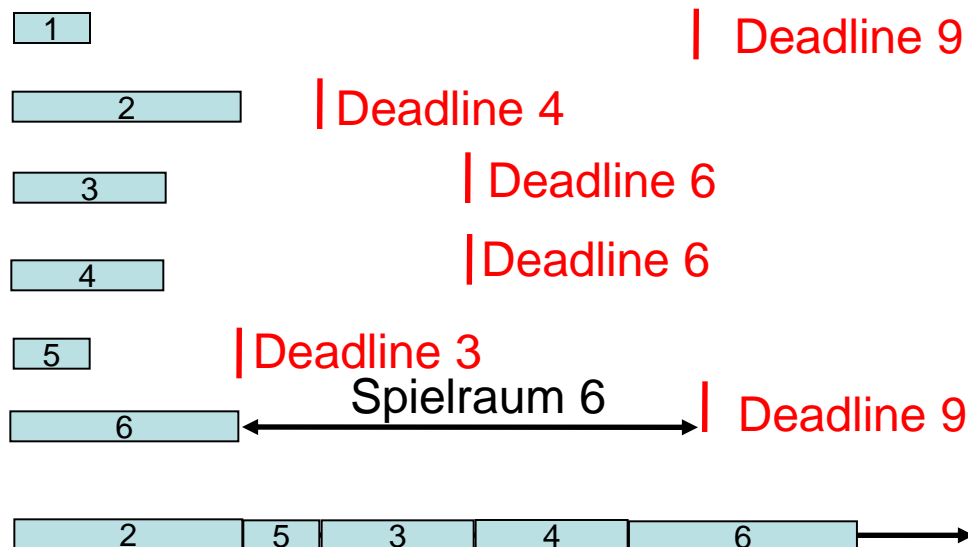 1
Deadline 9
2
Deadline 4
3
Deadline 6
4
Deadline 6
5
Deadline 3
Spielraum 6
6
Deadline 9
2 5 3 4 6